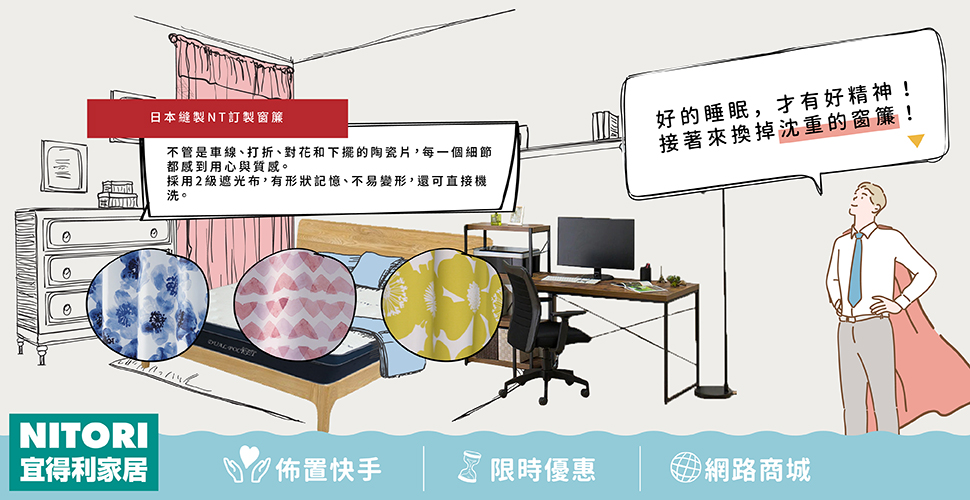 日本縫製NT訂製窗簾
不管是車線、打折、對花和下擺的陶瓷片，每一個細節
都感到用心與質感。
採用2級遮光布，有形狀記憶、不易變形，還可直接機
洗。
好的睡眠，才有好精神！
接著來換掉沈重的窗簾！
NITORI
宜得利家居
佈置快手
限時優惠
網路商城